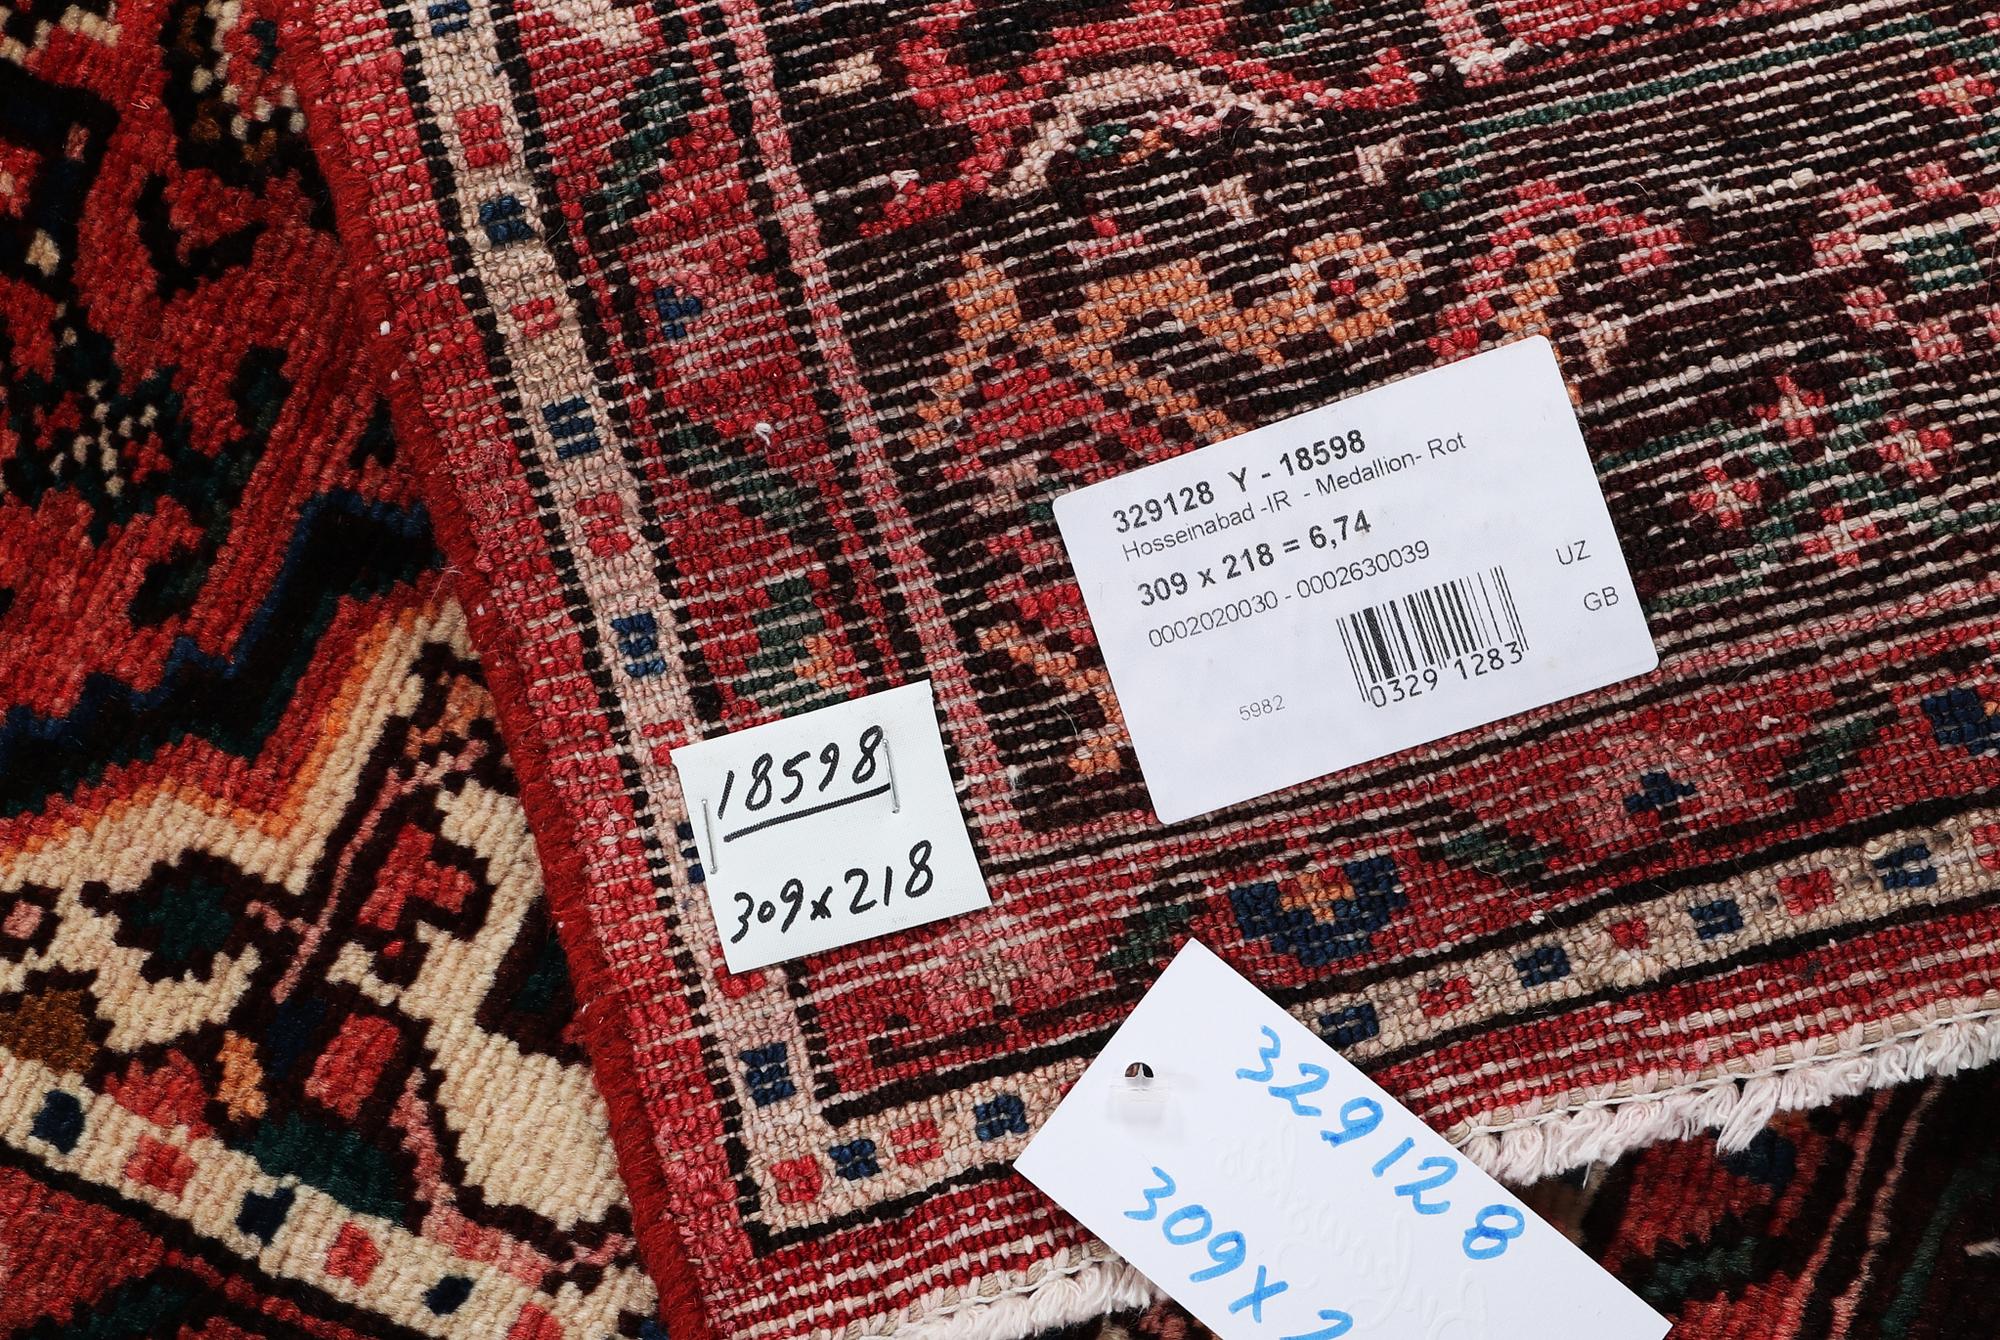 329128 Y - 18598
Hosseinabad -IR - Medallion- Rot
309 x 218 = 6,74
0002020030 - 0002630039
UZ
GB
0329 1283
5982
18598
309x218
329128
309x2